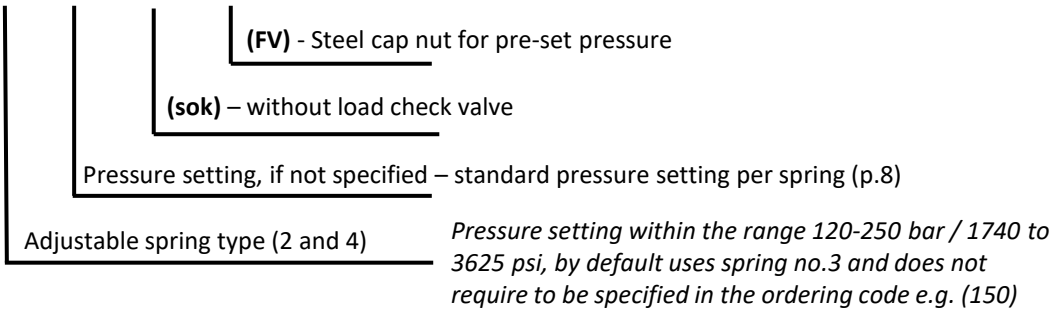 (FV) - Steel cap nut for pre-set pressure
(sok) – without load check valve
Pressure setting, if not specified – standard pressure setting per spring (p.8)
Adjustable spring type (2 and 4)
Pressure setting within the range 120-250 bar / 1740 to
3625 psi, by default uses spring no.3 and does not
require to be specified in the ordering code e.g. (150)